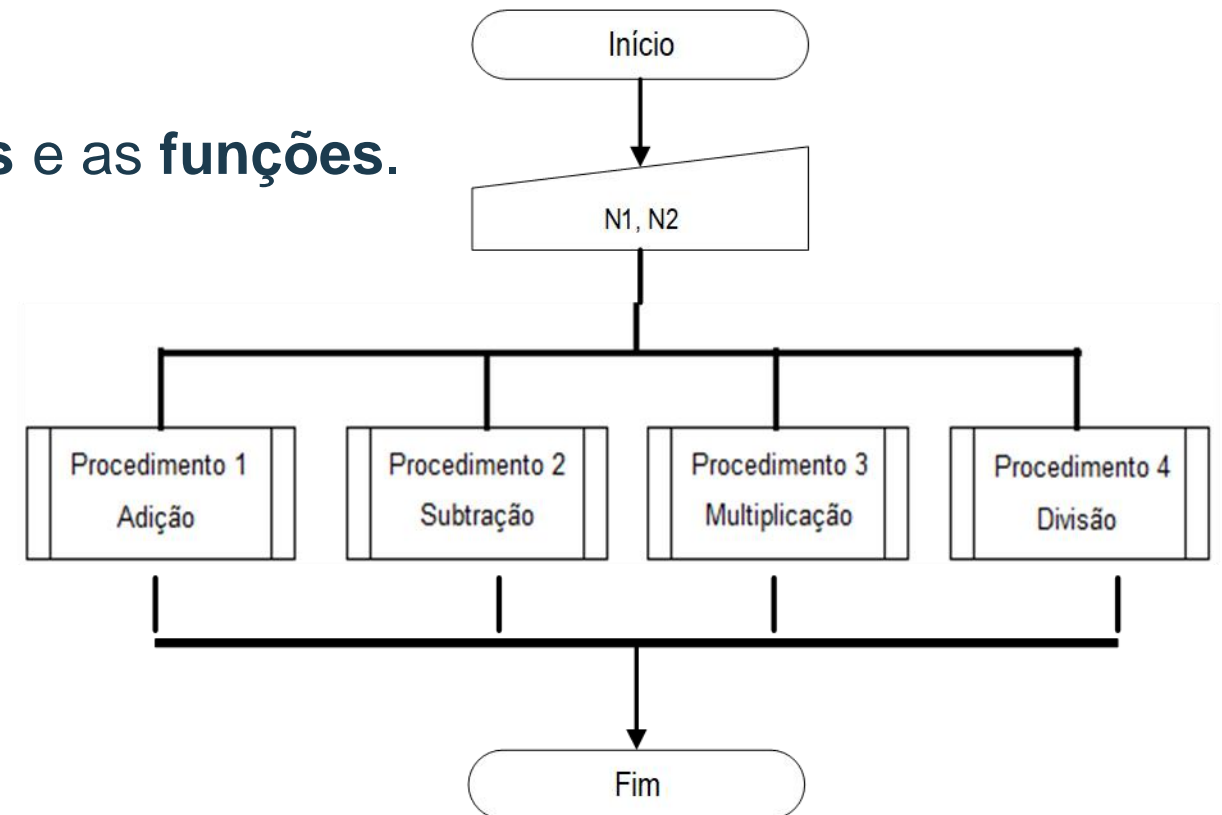 Início
s e as funções.
N1, N2
Procedimento 1
Adição
Procedimento 2
Subtração
Procedimento 3
Multiplicação
Procedimento 4
Divisão
Fim